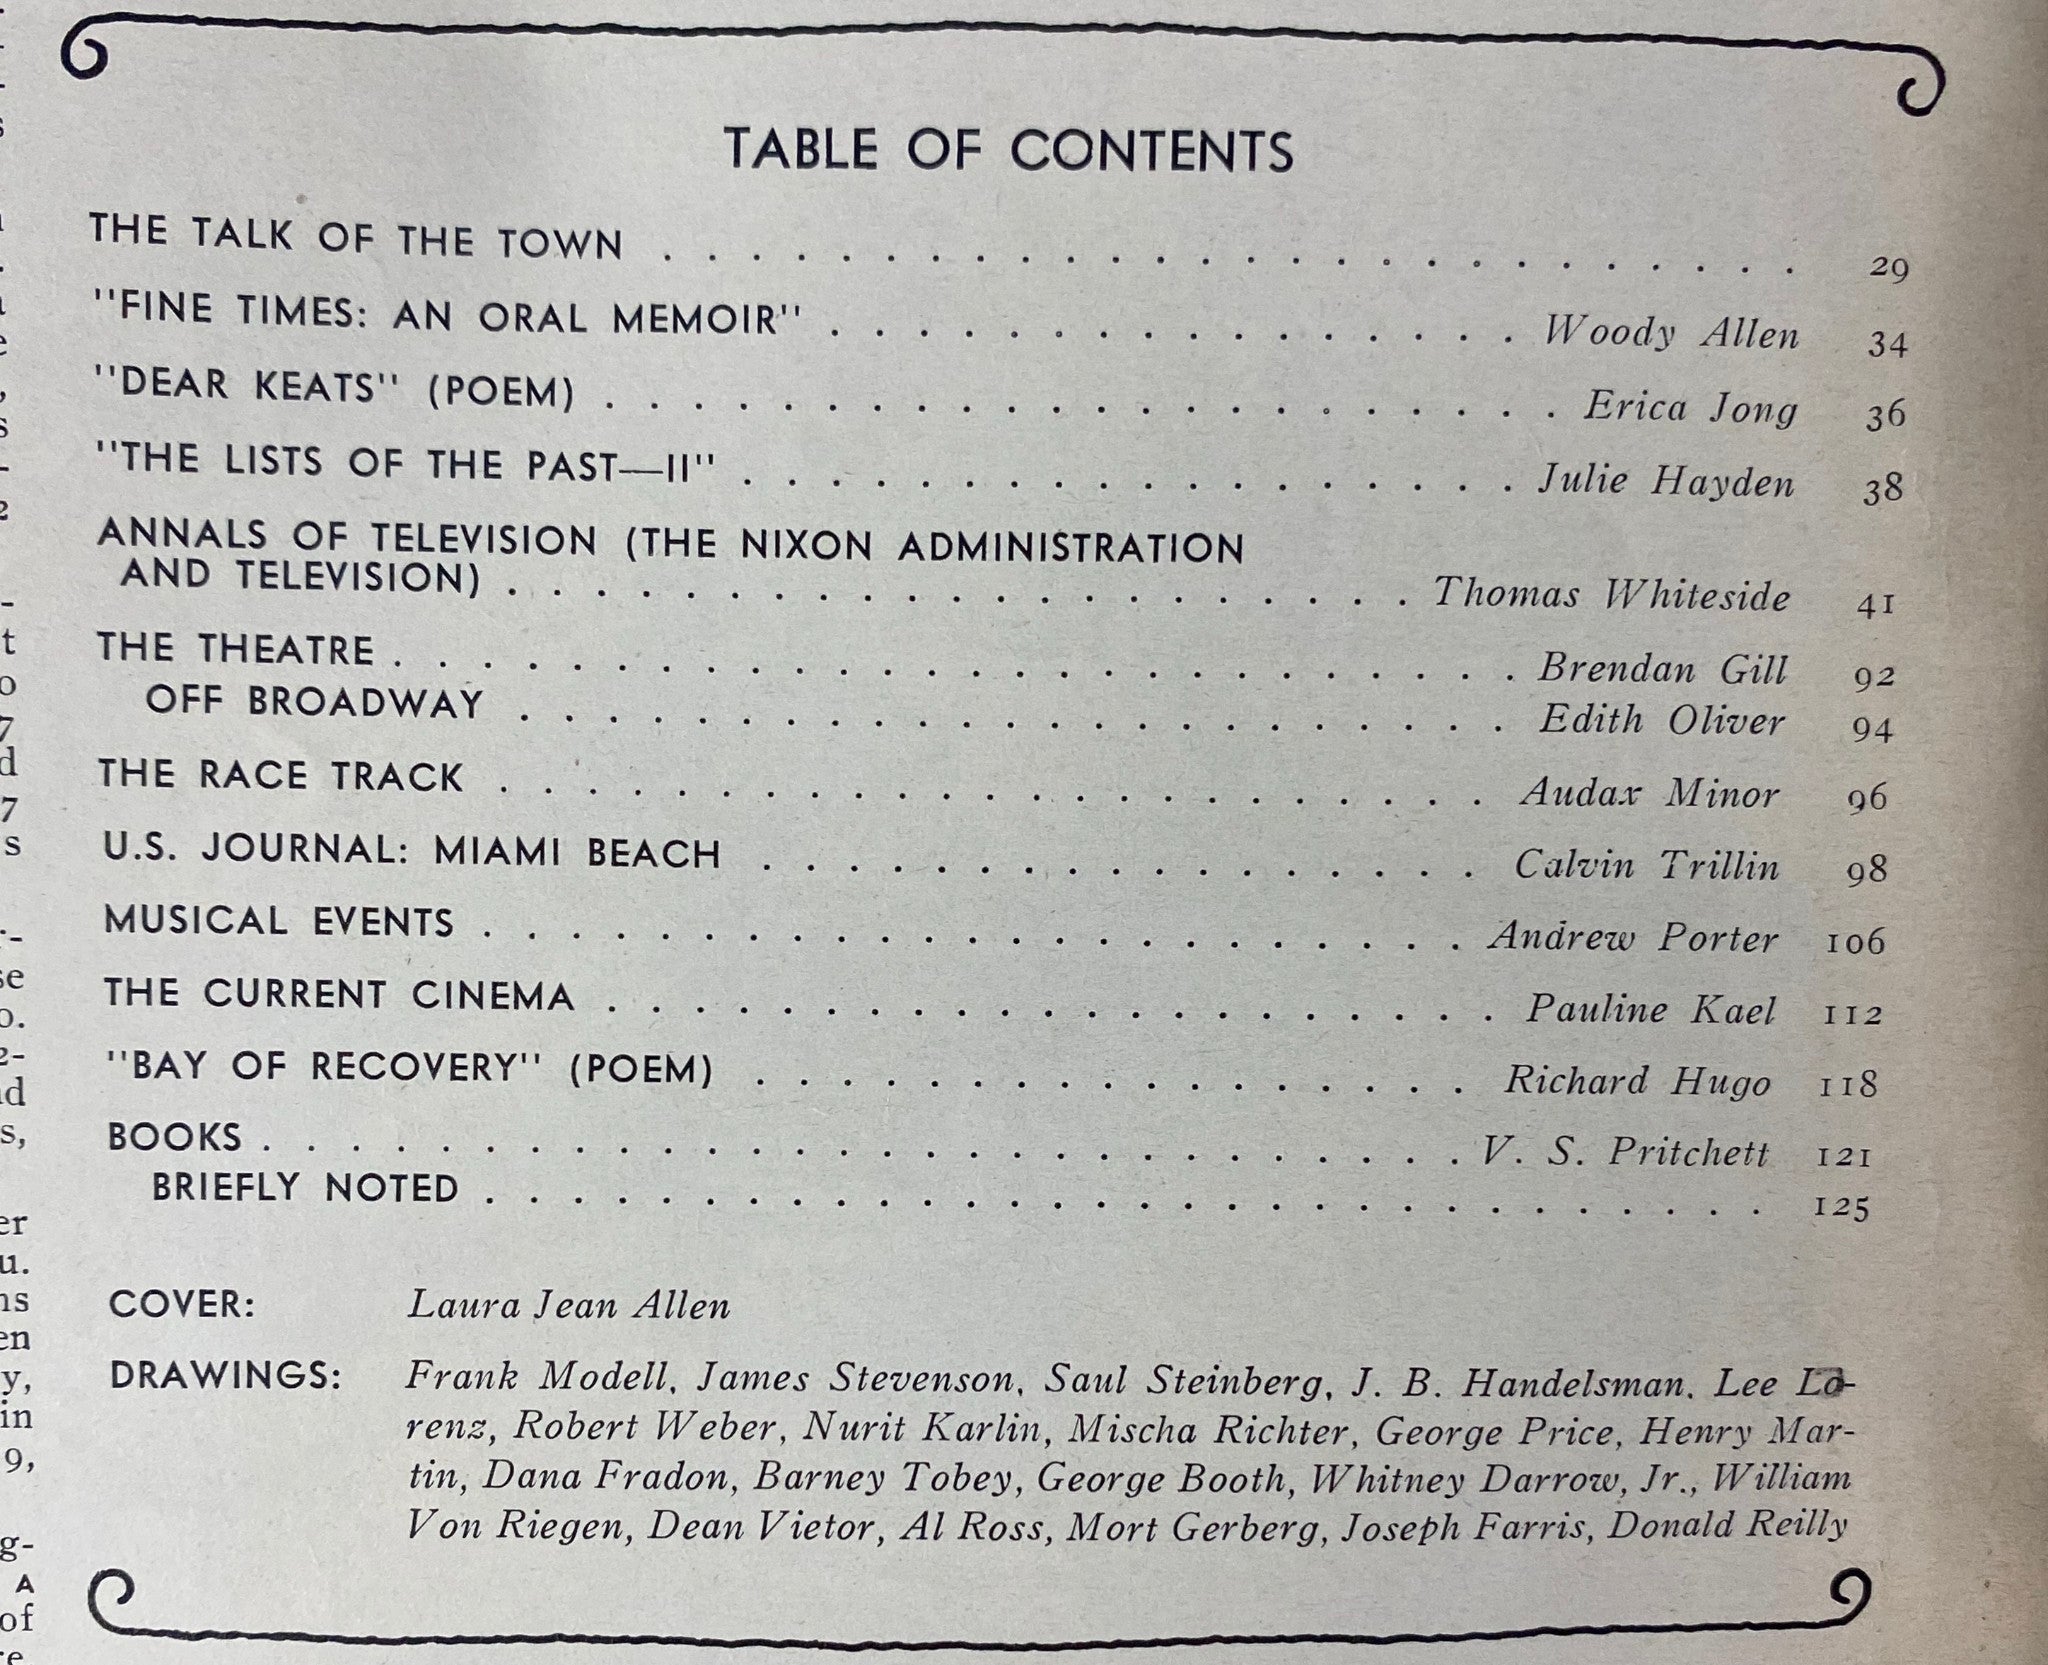 TABLE OF CONTENTS
THE TALK OF THE TOWN . . . . . . . . . . . . . . . . . . . . . . . . . . 29
"FINE TIMES: AN ORAL MEMOIR" . . . . . . . . . . . . . . . . Woody Allen 34
"DEAR KEATS" (POEM) . . . . . . . . . . . . . . . . . . . . . . Erica Jong 36
"THE LISTS OF THE PAST—II" . . . . . . . . . . . . . . . . . . Julie Hayden 38
ANNALS OF TELEVISION (THE NIXON ADMINISTRATION
AND TELEVISION) . . . . . . . . . . . . . . . . . . . . . Thomas Whiteside 41
THE THEATRE . . . . . . . . . . . . . . . . . . . . . . . . . . Brendan Gill 92
OFF BROADWAY . . . . . . . . . . . . . . . . . . . . . . . Edith Oliver 94
THE RACE TRACK . . . . . . . . . . . . . . . . . . . . . . . Audax Minor 96
U.S. JOURNAL: MIAMI BEACH . . . . . . . . . . . . . . . . . Calvin Trillin 98
MUSICAL EVENTS . . . . . . . . . . . . . . . . . . . . . . . Andrew Porter 106
THE CURRENT CINEMA . . . . . . . . . . . . . . . . . . . . . Pauline Kael 112
"BAY OF RECOVERY" (POEM) . . . . . . . . . . . . . . . . . Richard Hugo 118
BOOKS . . . . . . . . . . . . . . . . . . . . . . . . . . . . V. S. Pritchett 121
BRIEFLY NOTED . . . . . . . . . . . . . . . . . . . . . . . . . . . . . 125
COVER: Laura Jean Allen
DRAWINGS: Frank Modell, James Stevenson, Saul Steinberg, J. B. Handelsman, Lee Lo-
renz, Robert Weber, Nurit Karlin, Mischa Richter, George Price, Henry Mar-
tin, Dana Fradon, Barney Tobey, George Booth, Whitney Darrow, Jr., William
Von Riegen, Dean Vietor, Al Ross, Mort Gerberg, Joseph Farris, Donald Reilly